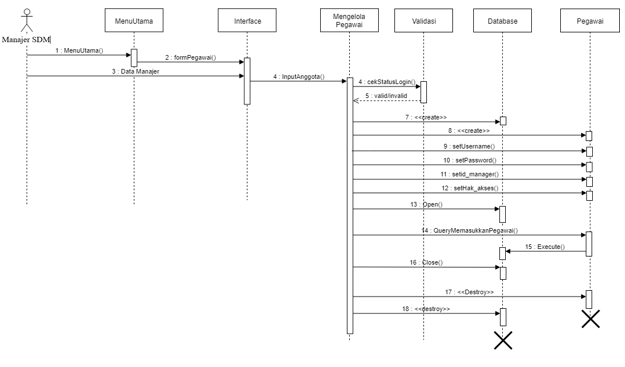 MenuUtama
Interface
Mengelola
Pegawai
Validasi
Database
Pegawai
Manajer SDM
1 : MenuUtama()
2 : formPegawai()
3 : Data Manajer
4 : InputAnggota()
4 : cekStatusLogin()
5 : valid/invalid
7 : <<create>>
8 : <<create>>
9 : setUsername()
10 : setPassword()
11 : setid_manager()
12 : setHak_akses()
13 : Open()
14 : QueryMemasukkanPegawai()
15 : Execute()
16 : Close()
17 : <<Destroy>>
18 : <<destroy>>